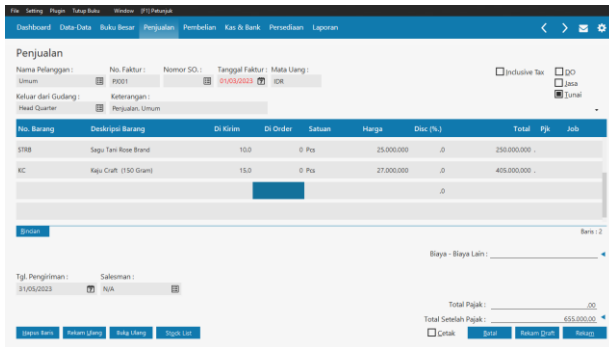 File Setting Plugin Tutup Buku Window [F1] Petunjuk
Dashboard Data-Data Buku Besar Penjualan Pembelian Kas & Bank Persediaan Laporan
Penjualan
Nama Pelanggan : No. Faktur : Nomor SO. : Tanggal Faktur : Mata Uang :
Umum PJ001 01/03/2023 IDR
Inclusive Tax DO
Jasa
Tunai
Keluar dari Gudang : Keterangan :
Head Quarter Penjualan, Umum
No. Barang Deskripsi Barang Di Kirim Di Order Satuan Harga Disc (%.) Total Pjk Job
STRB Sagu Tani Rose Brand 10,0 0 Pcs 25.000,000 ,0 250.000,000 .
KC Kaju Craft (150 Gram) 15,0 0 Pcs 27.000,000 ,0 405.000,000 .
,0
Rincian Baris : 2
Biaya - Biaya Lain :
Tgl. Pengiriman : Salesman :
31/05/2023 N/A
Total Pajak : ,00
Total Setelah Pajak : 655.000,00
Hapus Baris Rekam Ulang Buka Ulang Stock List Cetak Batal Rekam Draft Rekam